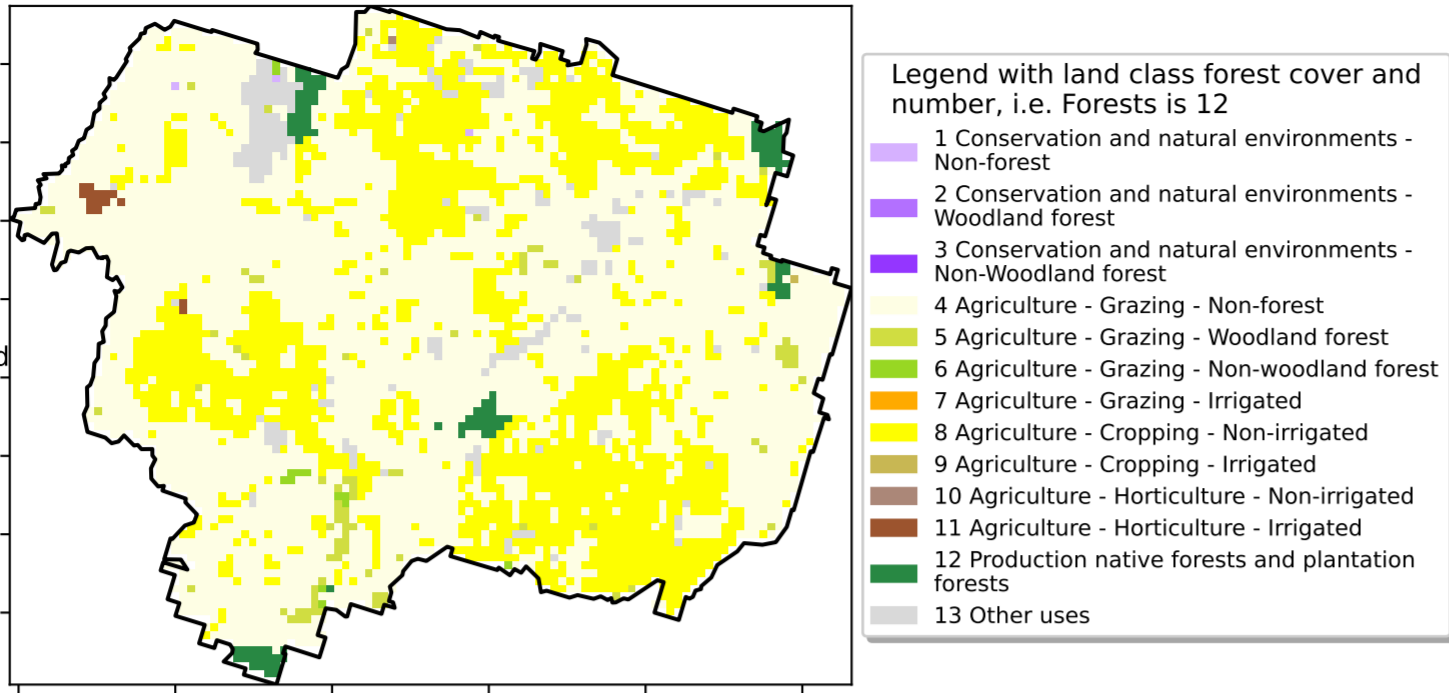 d
Legend with land class forest cover and
number, i.e. Forests is 12
1 Conservation and natural environments -
Non-forest
2 Conservation and natural environments -
Woodland forest
3 Conservation and natural environments -
Non-Woodland forest
4 Agriculture - Grazing - Non-forest
5 Agriculture - Grazing - Woodland forest
6 Agriculture - Grazing - Non-woodland forest
7 Agriculture - Grazing - Irrigated
8 Agriculture - Cropping - Non-irrigated
9 Agriculture - Cropping - Irrigated
10 Agriculture - Horticulture - Non-irrigated
11 Agriculture - Horticulture - Irrigated
12 Production native forests and plantation
forests
13 Other uses